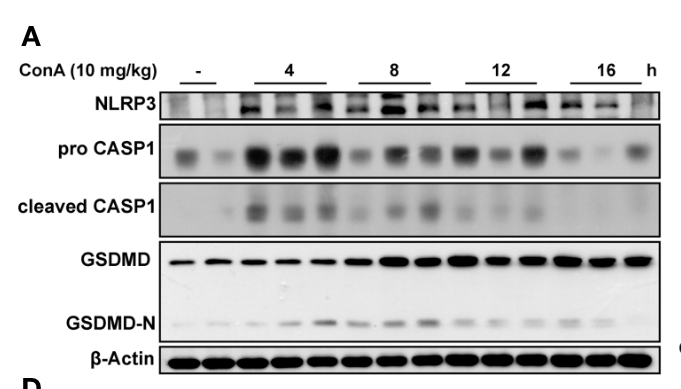 A
ConA (10 mg/kg) - 4 8 12 16 h
NLRP3
pro CASP1
cleaved CASP1
GSDMD
GSDMD-N
β-Actin
D